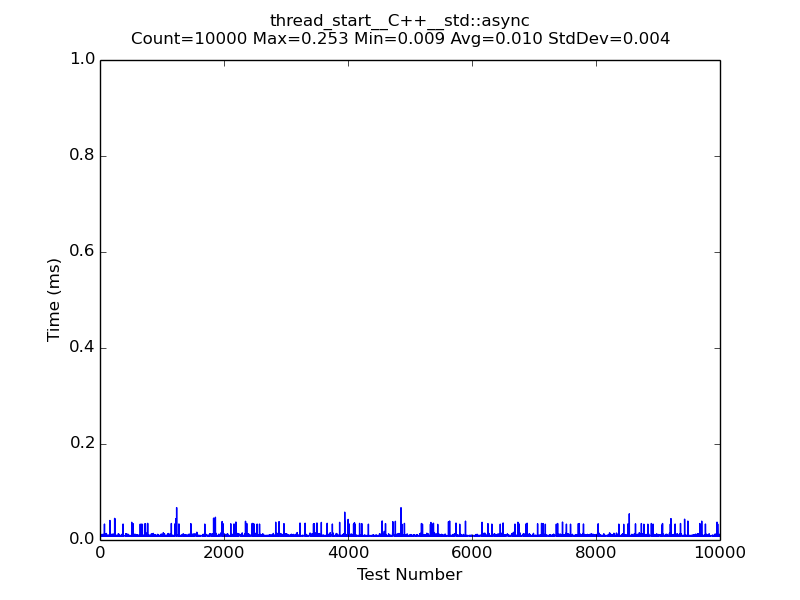 thread_start__C++__std::async
Count=10000 Max=0.253 Min=0.009 Avg=0.010 StdDev=0.004
1.0
0.8
0.6
0.4
0.2
0.0
Time (ms)
0 2000 4000 6000 8000 10000
Test Number